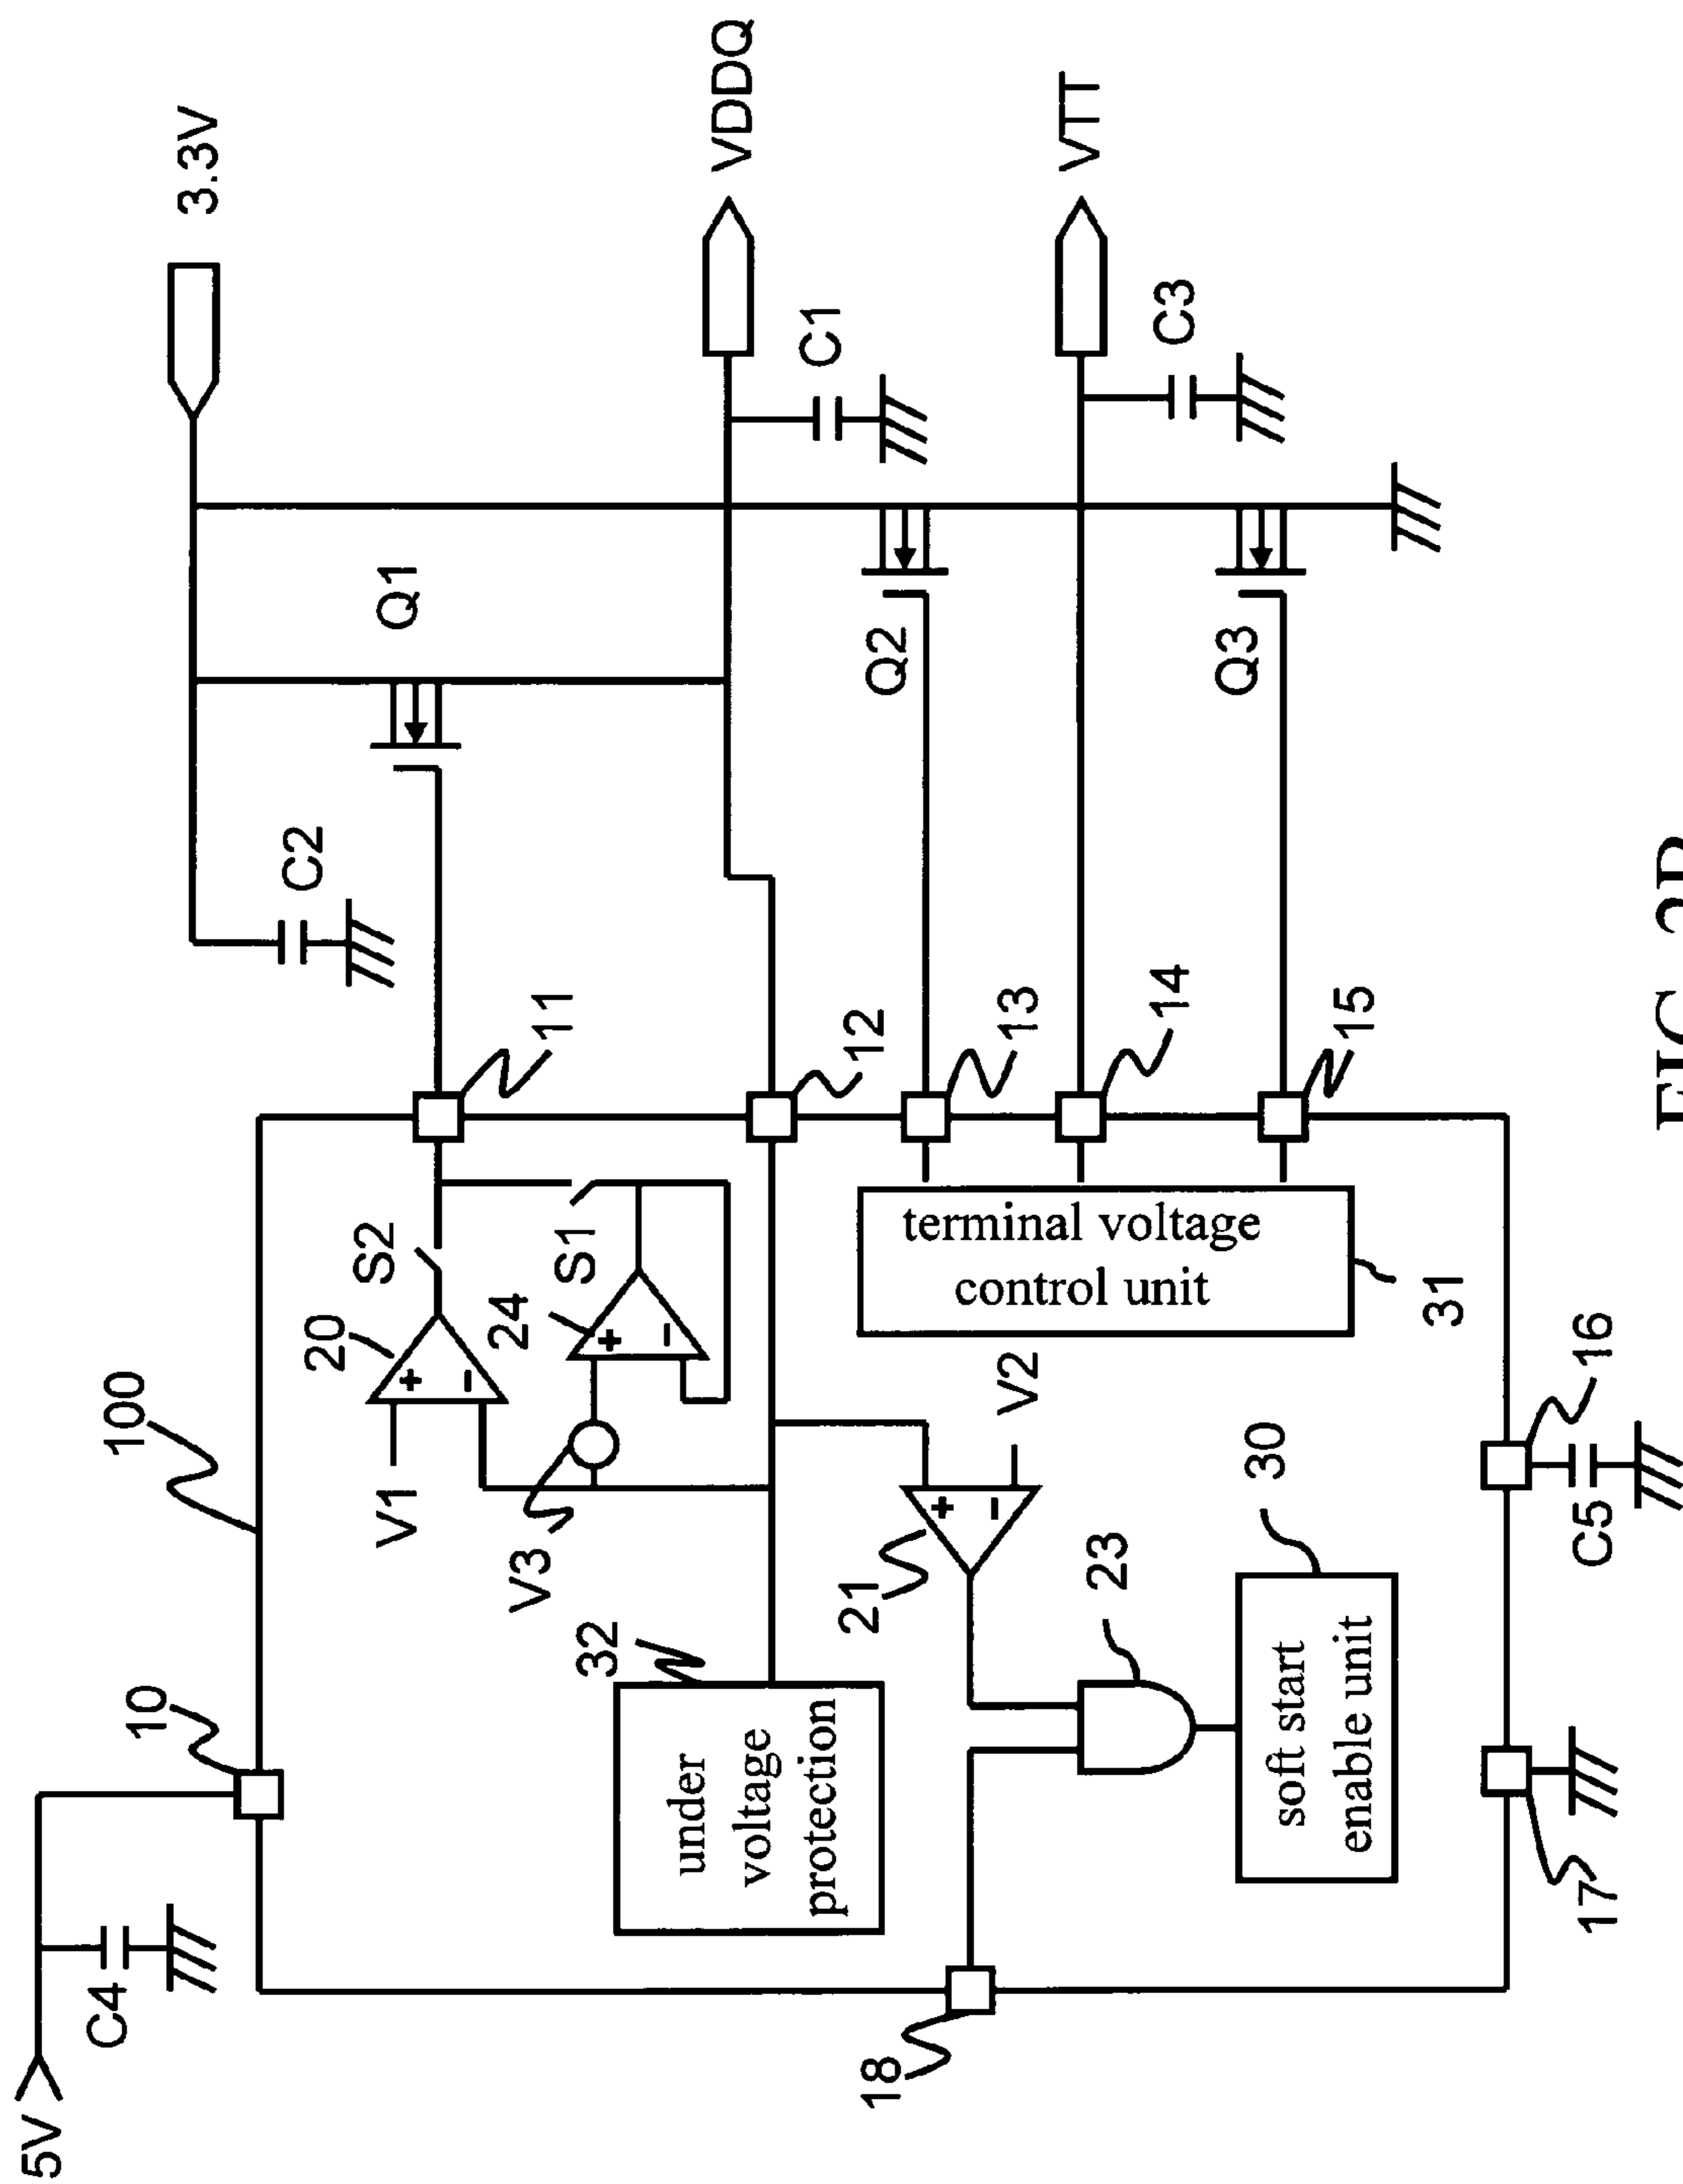 5V
C4
10
100
3.3V
VDDQ
VTT
C1
C2
C3
Q1
Q2
Q3
11
12
13
14
15
20
S2
V1
24
S1
V3
32
under
voltage
protection
terminal voltage
control unit
31
21
V2
23
30
soft start
enable unit
18
17
16
C5